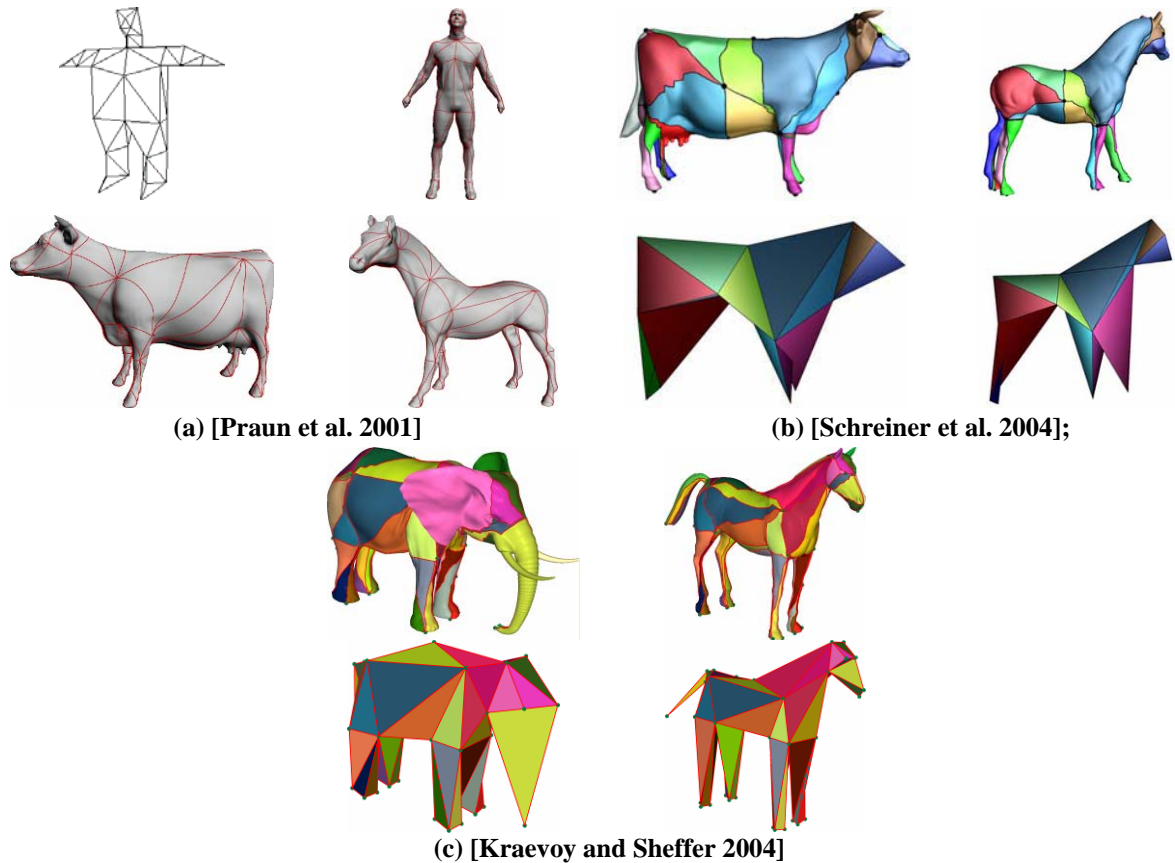 (a) [Praun et al. 2001]
(b) [Schreiner et al. 2004];
(c) [Kraevoy and Sheffer 2004]